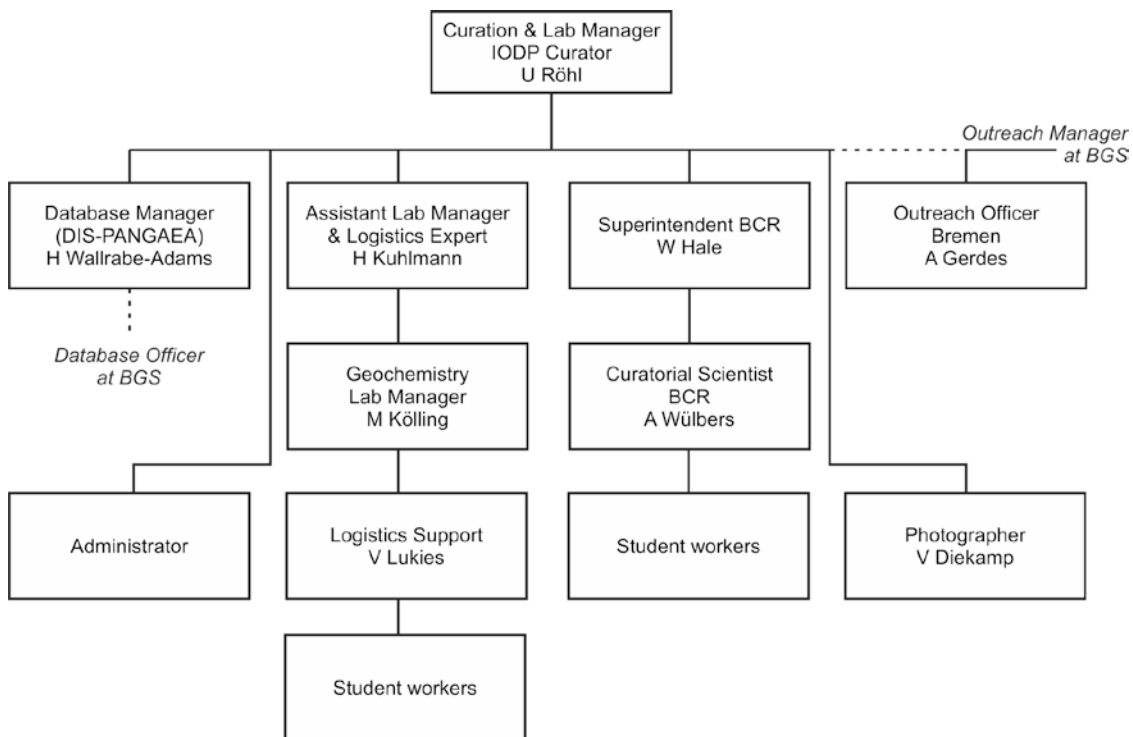 Curation & Lab Manager
IODP Curator
U Röhl
Outreach Manager
at BGS
Database Manager
(DIS-PANGAEA)
H Wallrabe-Adams
Assistant Lab Manager
& Logistics Expert
H Kuhlmann
Superintendent BCR
W Hale
Outreach Officer
Bremen
A Gerdes
Database Officer
at BGS
Geochemistry
Lab Manager
M Kölling
Curatorial Scientist
BCR
A Wülbers
Administrator
Logistics Support
V Lukies
Student workers
Photographer
V Diekamp
Student workers